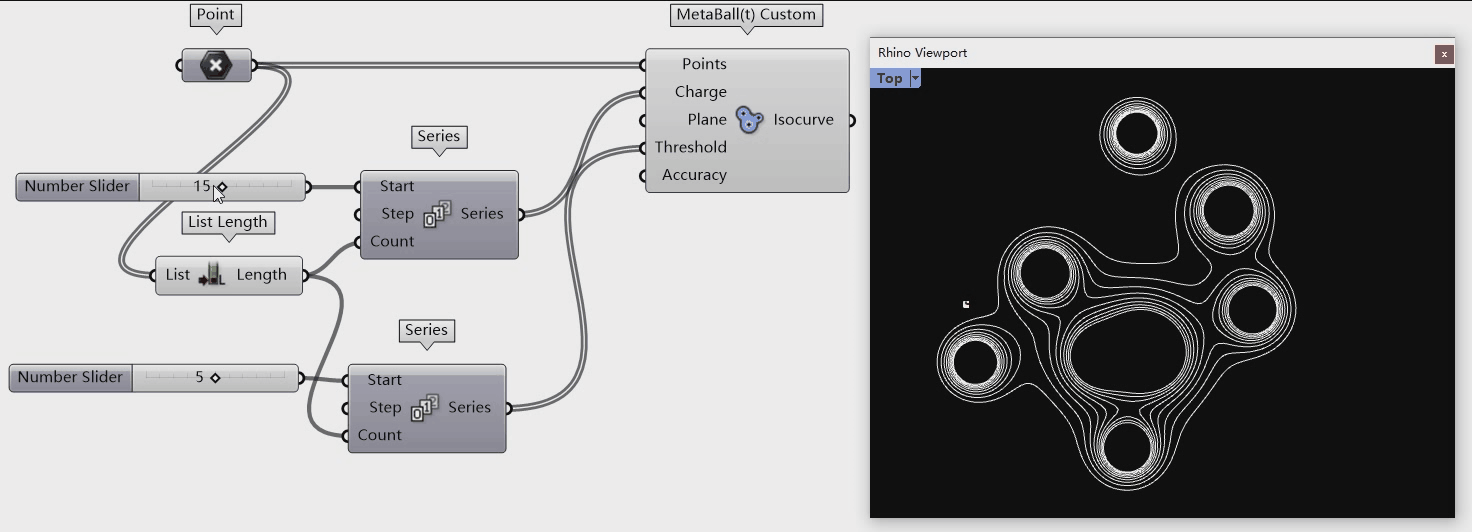 Point
MetaBall(t) Custom
Rhino Viewport
x
Top
Points
Charge
Plane
Isocurve
Threshold
Accuracy
Series
Number Slider
15
Start
Step
Series
Count
List Length
List
Length
Series
Number Slider
5
Start
Step
Series
Count